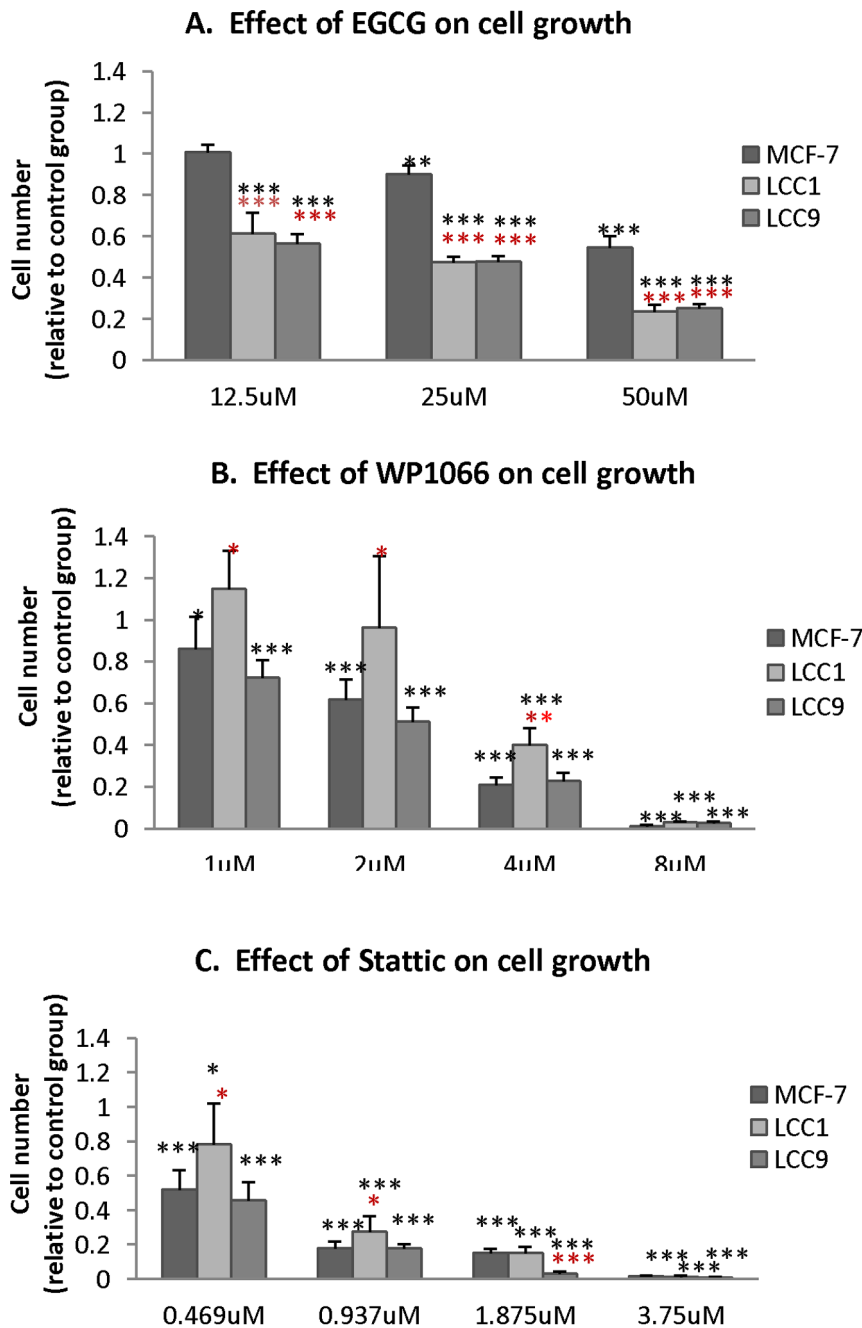 A. Effect of EGCG on cell growth
Cell number
(relative to control group)
1.4
1.2
1
0.8
0.6
0.4
0.2
0
**
***
***
***
***
***
***
***
***
***
***
***
***
***
12.5uM
25uM
50uM
MCF-7
LCC1
LCC9
B. Effect of WP1066 on cell growth
Cell number
(relative to control group)
1.4
1.2
1
0.8
0.6
0.4
0.2
0
*
*
***
*
***
***
***
**
***
***
***
***
***
1uM
2uM
4uM
8uM
MCF-7
LCC1
LCC9
C. Effect of Stattic on cell growth
Cell number
(relative to control group)
1.4
1.2
1
0.8
0.6
0.4
0.2
0
*
*
***
***
***
*
***
***
***
***
***
***
***
***
***
0.469uM
0.937uM
1.875uM
3.75uM
MCF-7
LCC1
LCC9